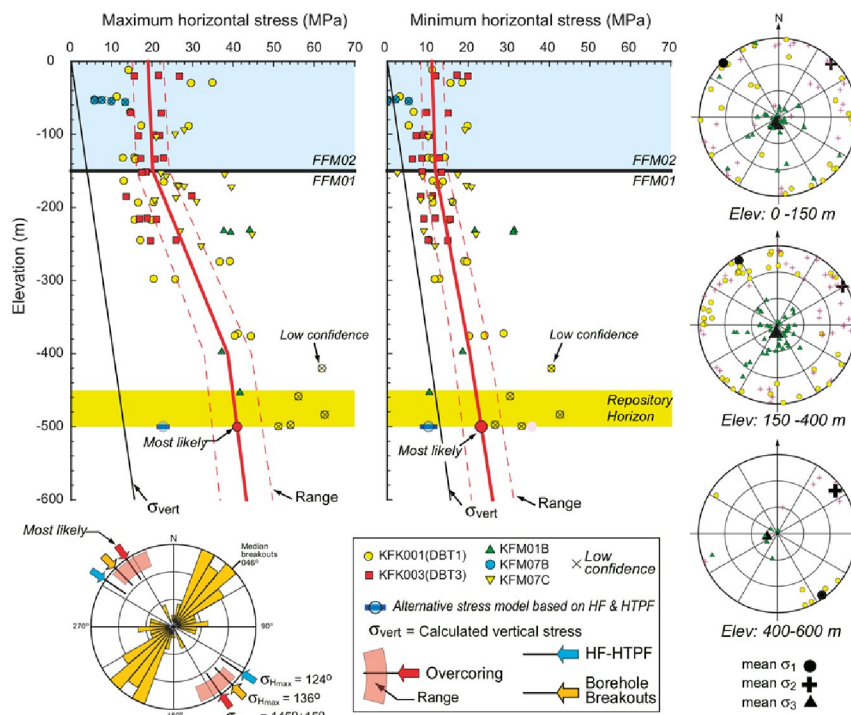 Maximum horizontal stress (MPa)
0 10 20 30 40 50 60 70
Minimum horizontal stress (MPa)
0 10 20 30 40 50 60 70
Elevation (m)
0
-100
-200
-300
-400
-500
-600
FFM02
FFM01
Low confidence
Most likely
σvert
Range
FFM02
FFM01
Low confidence
Repository
Horizon
Most likely
σvert
Range
Elev: 0 -150 m
Elev: 150 -400 m
Elev: 400-600 m
mean σ1
mean σ2
mean σ3
Most likely
N
Median
breakouts
046°
270°
90°
σHmax = 124°
σHmax = 136°
KFK001(DBT1)
KFK003(DBT3)
KFM01B
KFM07B
KFM07C
Low
confidence
Alternative stress model based on HF & HTPF
σvert = Calculated vertical stress
Overcoring
Range
HF-HTPF
Borehole
Breakouts